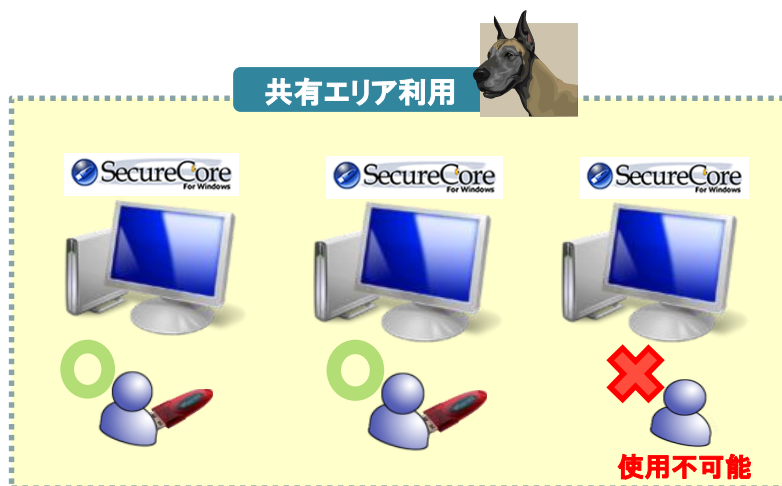 共有エリア利用
SecureCore
For Windows
SecureCore
For Windows
SecureCore
For Windows
使用不可能